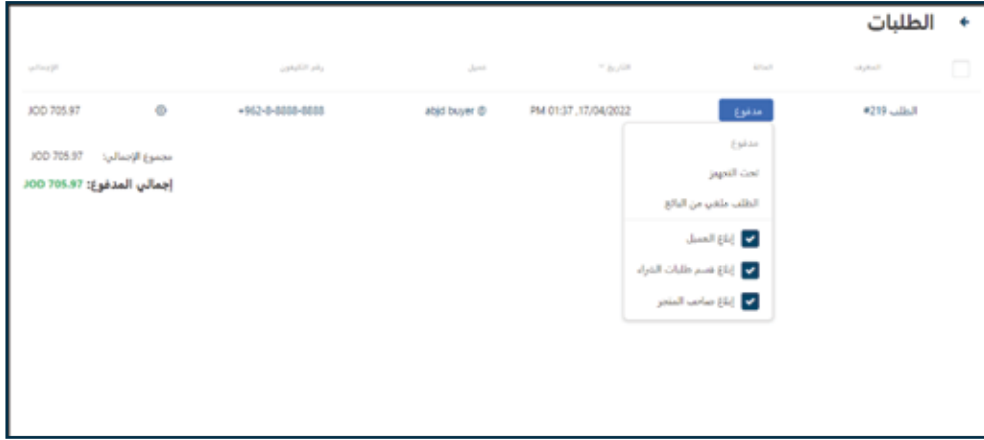 الطلبات
المعرف الحالة التاريخ عميل رقم التلفون الإجمالي
الطلب #219 مدفوع 17/04/2022, 01:37 PM abjd buyer +962-8-8888-8888 JOD 705.97
مدفوع
تحت التجهيز
الطلب ملغي من البائع
إبلاغ العميل
إبلاغ قسم طلبات الشراء
إبلاغ صاحب المتجر
مجموع الإجمالي: JOD 705.97
إجمالي المدفوع: JOD 705.97